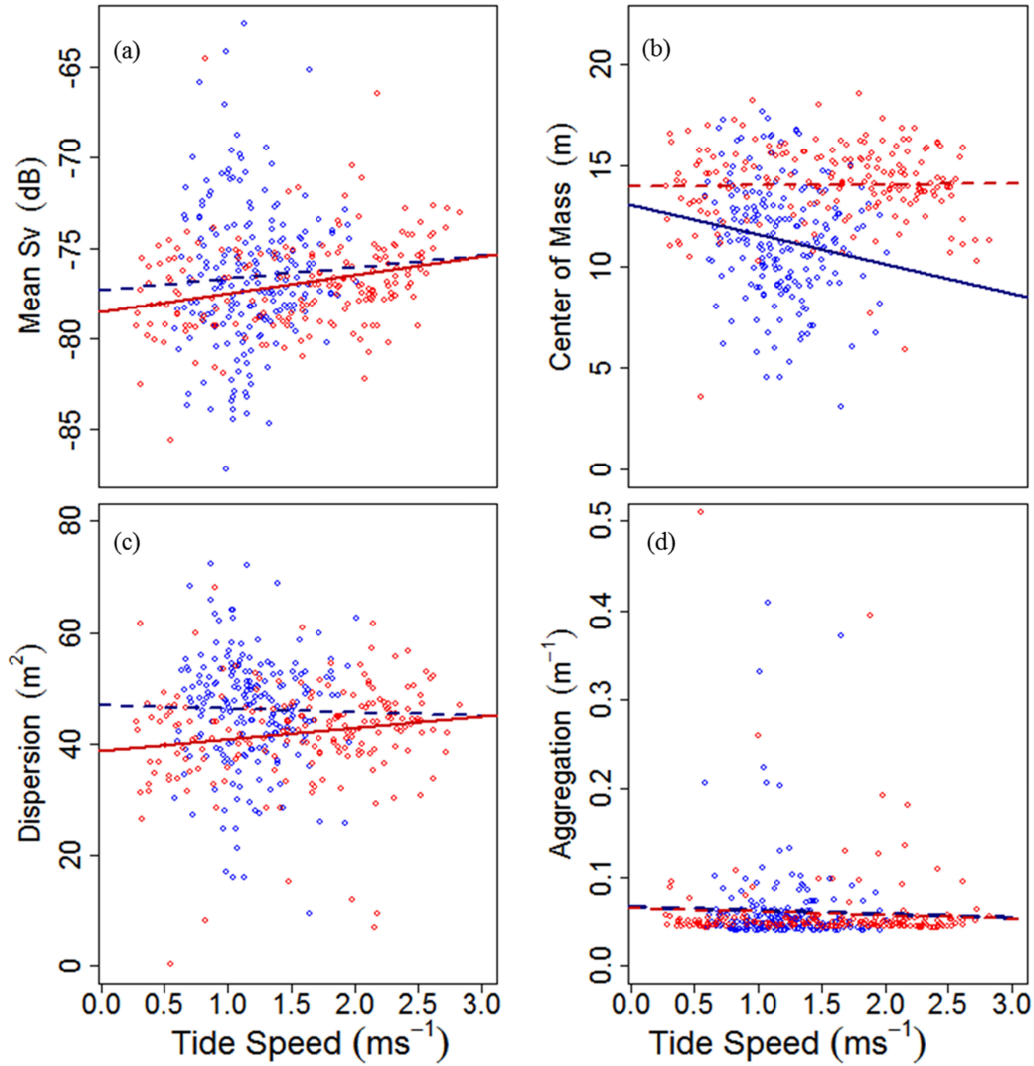 (a)
Mean Sv (dB)
-65
-70
-75
-80
-85
(b)
Center of Mass (m)
20
15
10
5
0
(c)
Dispersion (m²)
80
60
40
20
0
0.0 0.5 1.0 1.5 2.0 2.5 3.0
Tide Speed (ms⁻¹)
(d)
Aggregation (m⁻¹)
0.5
0.4
0.3
0.2
0.1
0.0
0.0 0.5 1.0 1.5 2.0 2.5 3.0
Tide Speed (ms⁻¹)